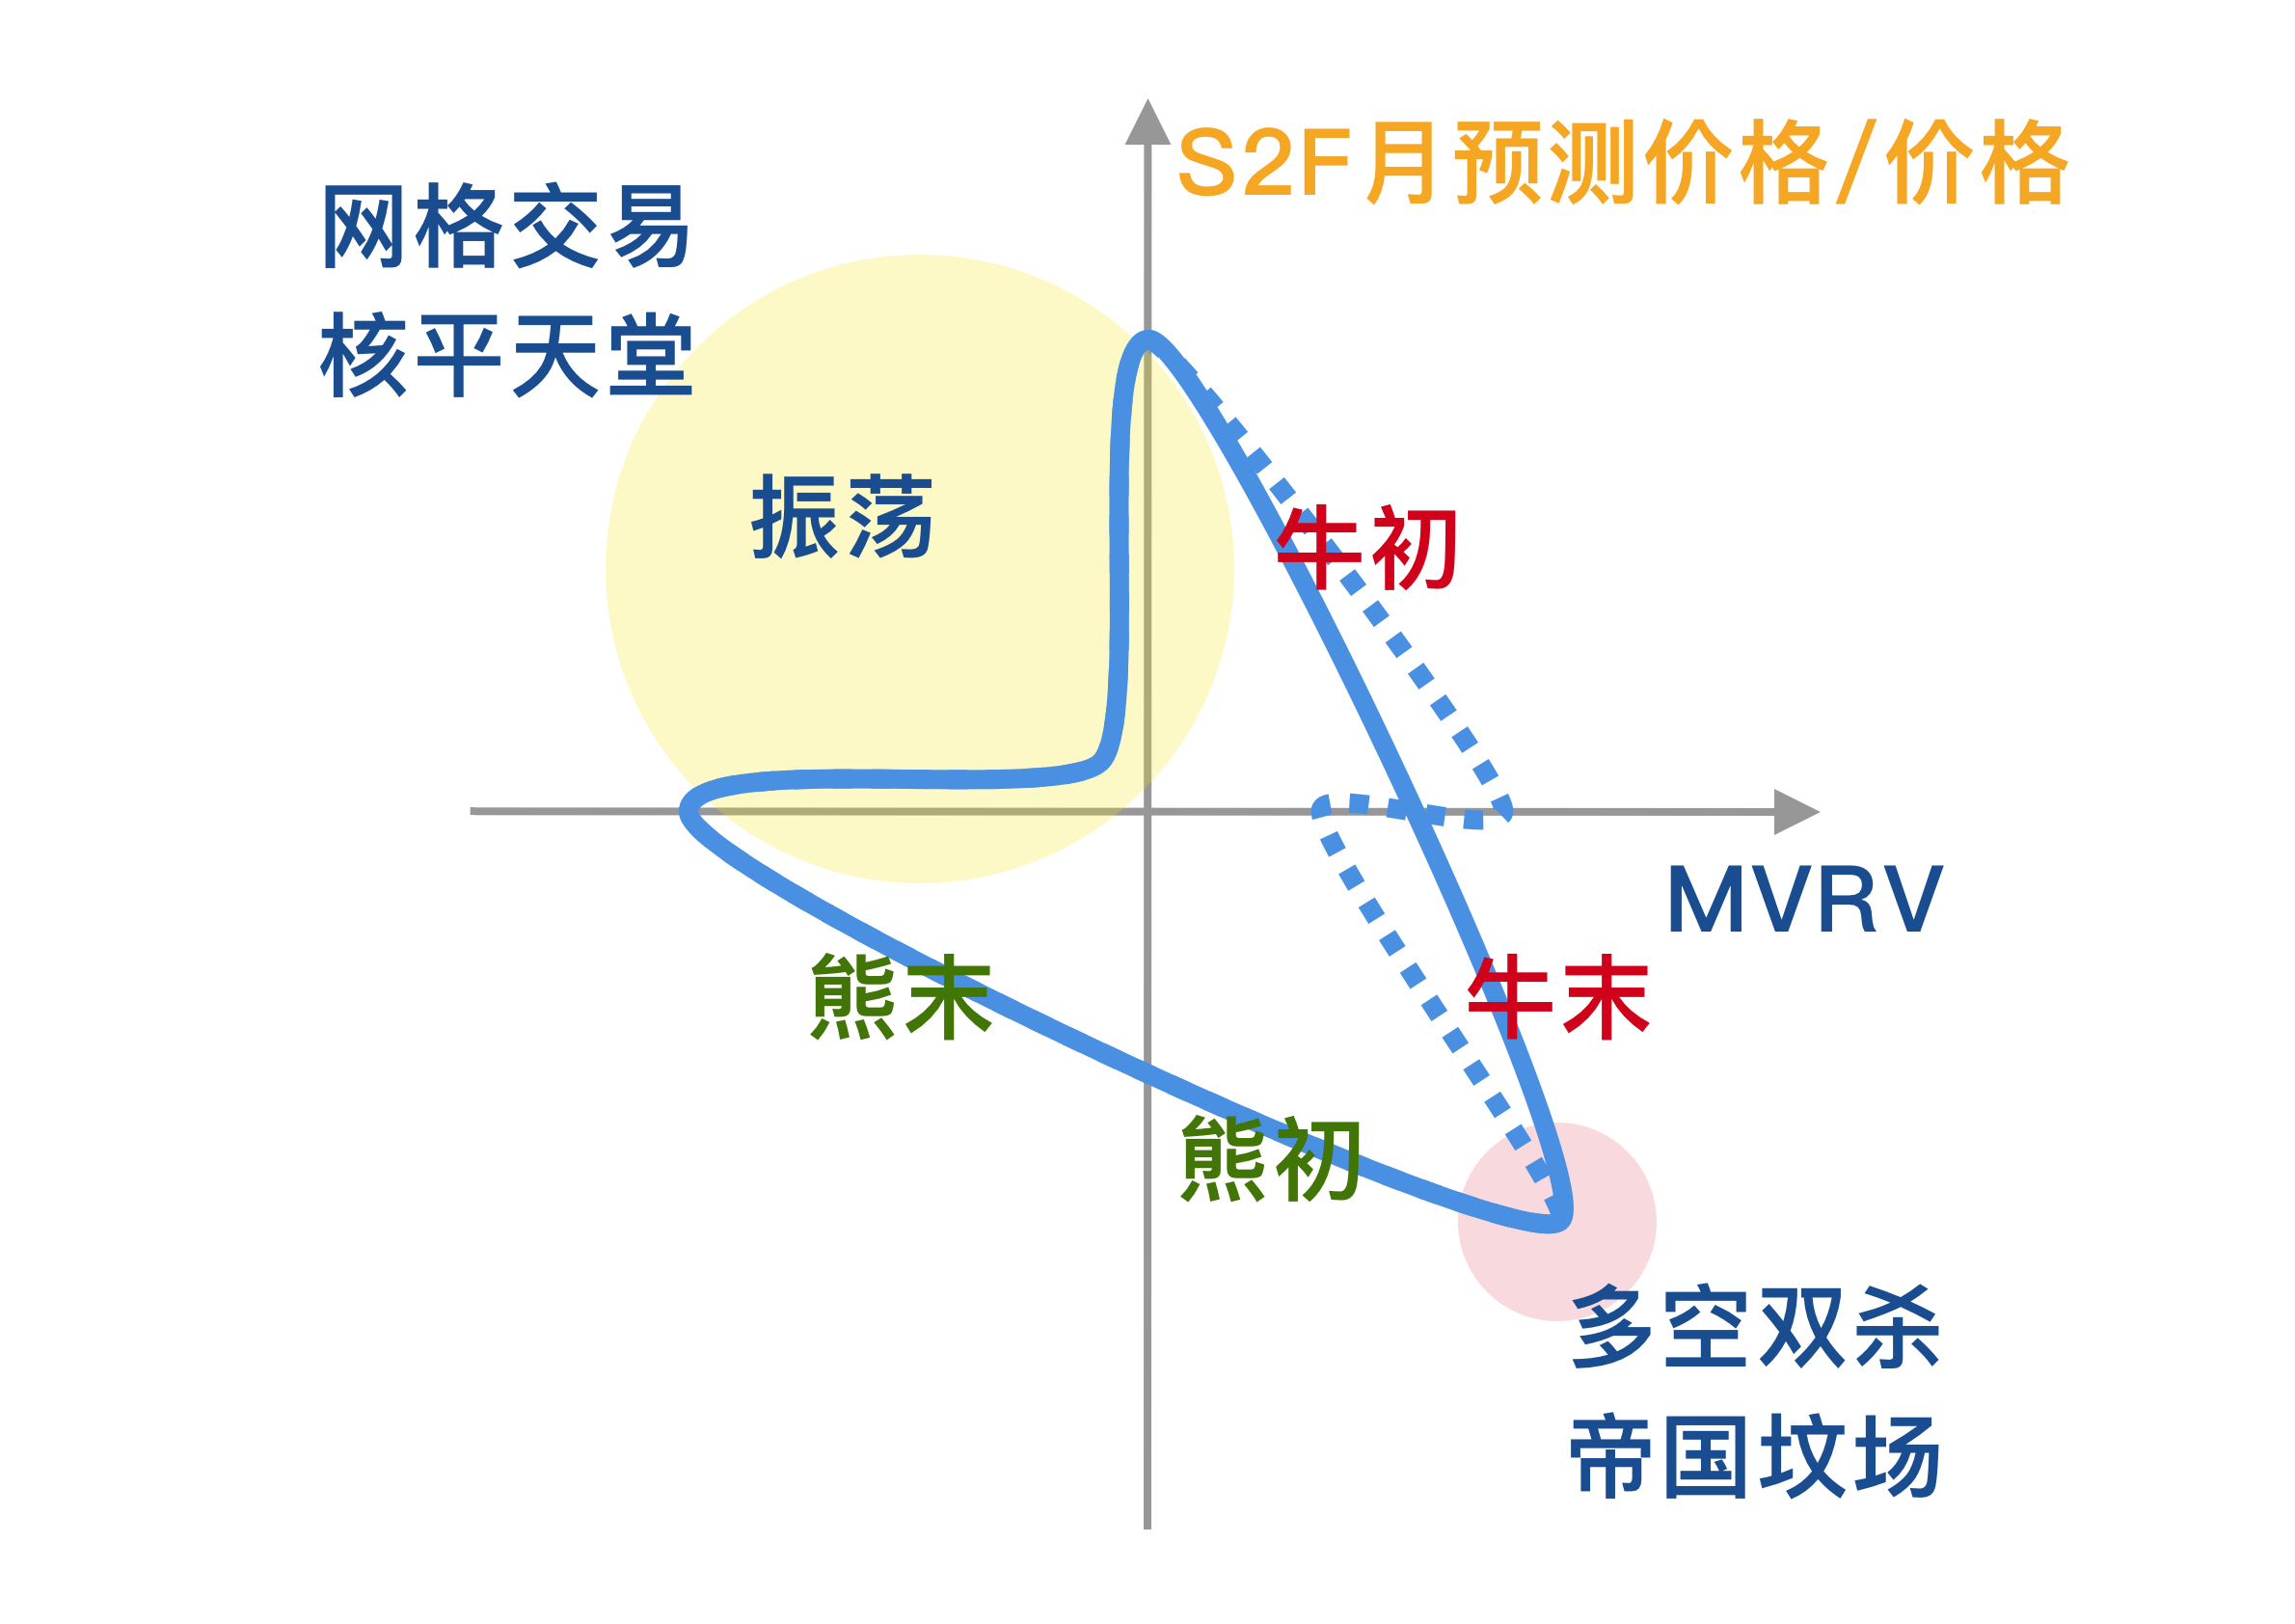 S2F月预测价格/价格
网格交易
核平天堂
振荡
牛初
MVRV
熊末
牛末
熊初
多空双杀
帝国坟场